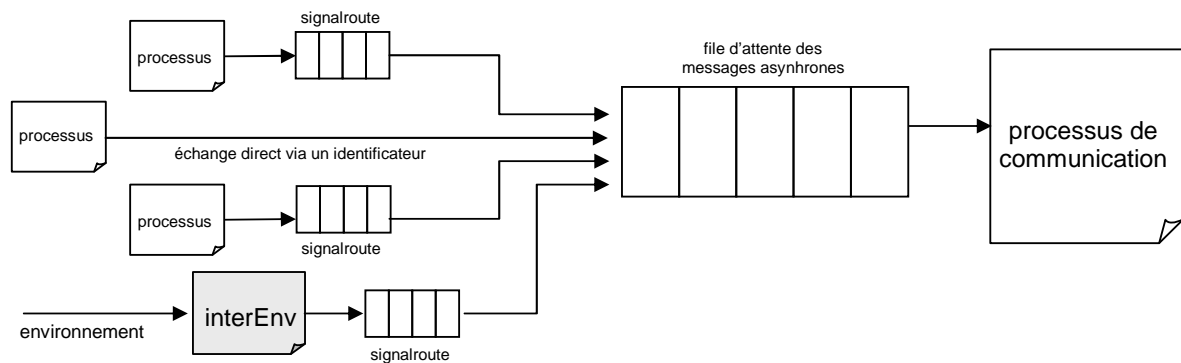 signalroute
processus
file d'attente des
messages asynhrones
processus
échange direct via un identificateur
processus de
communication
processus
signalroute
interEnv
environnement
signalroute